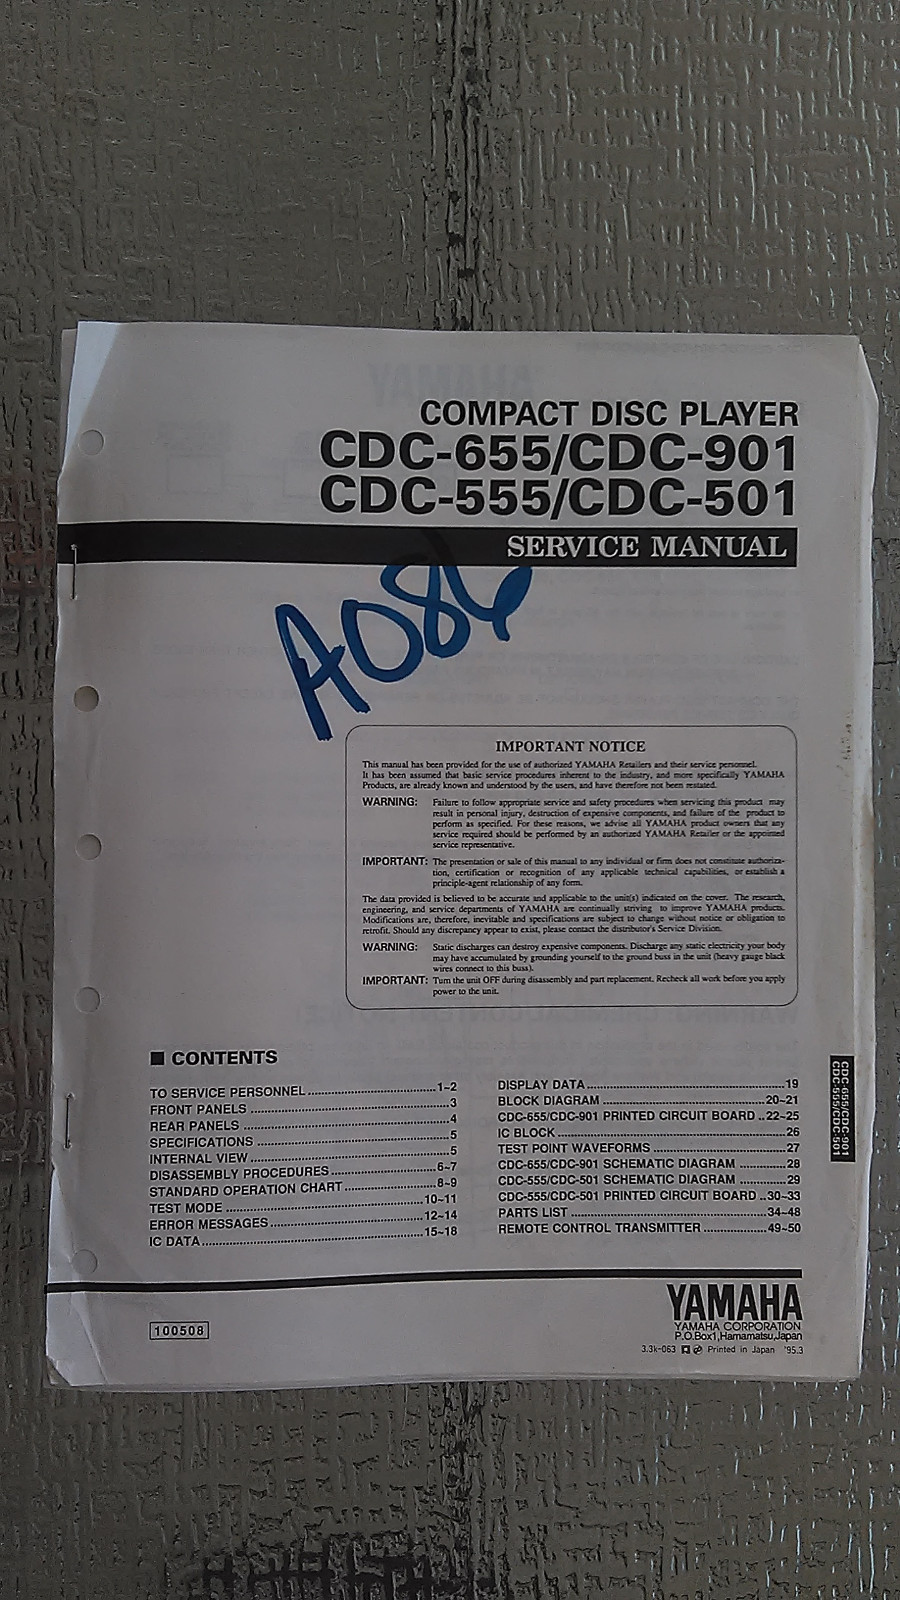 COMPACT DISC PLAYER
CDC-655/CDC-901
CDC-555/CDC-501
SERVICE MANUAL
A086
IMPORTANT NOTICE
This manual has been provided for the use of authorized YAMAHA Retailers and their service personnel.
It has been assumed that basic service procedures inherent to the industry, and more specifically YAMAHA
Products, are already known and understood by the users, and have therefore not been restated.
WARNING: Failure to follow appropriate service and safety procedures when servicing this product may
result in personal injury, destruction of expensive components, and failure of the product to
perform as specified. For these reasons, we advise all YAMAHA product owners that any
service required should be performed by an authorized YAMAHA Retailer or the appointed
service representative.
IMPORTANT: The presentation or sale of this manual to any individual or firm does not constitute authoriza-
tion, certification or recognition of any applicable technical capabilities, or establish a
principle-agent relationship of any form.
The data provided is believed to be accurate and applicable to the unit(s) indicated on the cover. The research,
engineering, and service departments of YAMAHA are continually striving to improve YAMAHA products.
Modifications are, therefore, inevitable and specifications are subject to change without notice or obligation to
retrofit. Should any discrepancy appear to exist, please contact the distributor's Service Division.
WARNING: Static discharges can destroy expensive components. Discharge any static electricity your body
may have accumulated by grounding yourself to the ground buss in the unit (heavy gauge black
wires connect to this buss).
IMPORTANT: Turn the unit OFF during disassembly and part replacement. Recheck all work before you apply
power to the unit.
■ CONTENTS
TO SERVICE PERSONNEL ........ 1~2
FRONT PANELS ........ 3
REAR PANELS ........ 4
SPECIFICATIONS ........ 5
INTERNAL VIEW ........ 5
DISASSEMBLY PROCEDURES ........ 6~7
STANDARD OPERATION CHART ........ 8~9
TEST MODE ........ 10~11
ERROR MESSAGES ........ 12~14
IC DATA ........ 15~18
DISPLAY DATA ........ 19
BLOCK DIAGRAM ........ 20~21
CDC-655/CDC-901 PRINTED CIRCUIT BOARD ..22~25
IC BLOCK ........ 26
TEST POINT WAVEFORMS ........ 27
CDC-655/CDC-901 SCHEMATIC DIAGRAM ........ 28
CDC-555/CDC-501 SCHEMATIC DIAGRAM ........ 29
CDC-555/CDC-501 PRINTED CIRCUIT BOARD ..30~33
PARTS LIST ........ 34~48
REMOTE CONTROL TRANSMITTER ........ 49~50
CDC-655/CDC-901
CDC-555/CDC-501
100508
YAMAHA
YAMAHA CORPORATION
P.O.Box1,Hamamatsu,Japan
3.3k-063 Printed in Japan '95.3